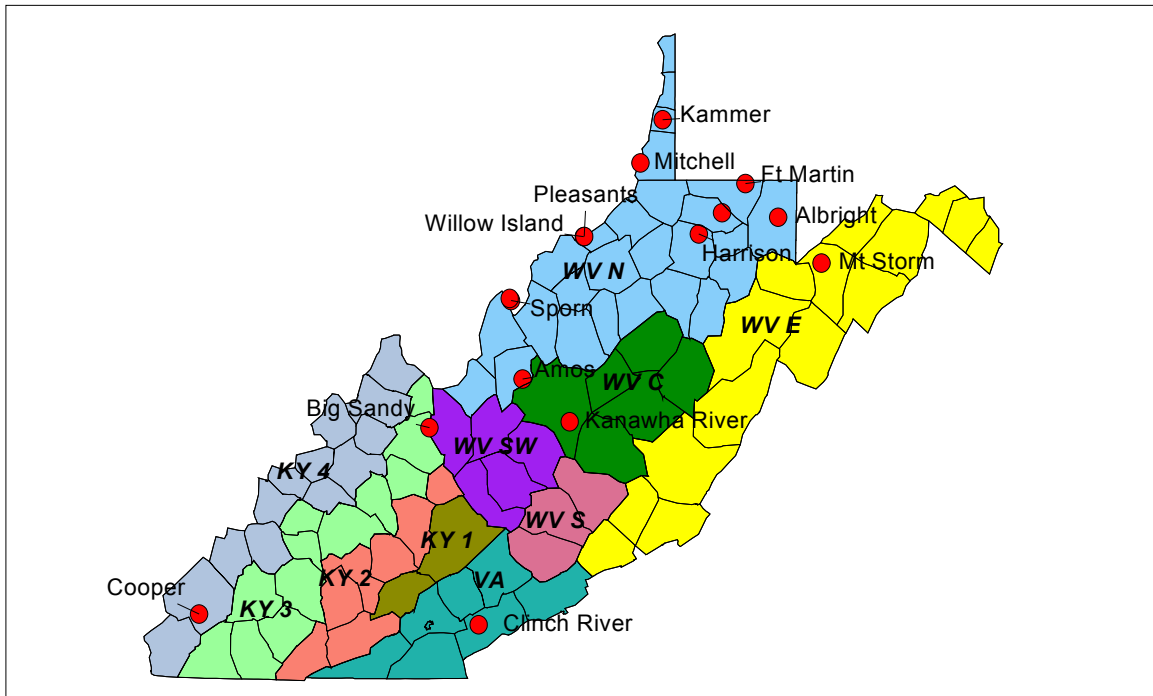 Kammer
Mitchell
Ft Martin
Pleasants
Albright
Willow Island
Harrison
WV N
Mt Storm
Sporn
WV E
Amos
WV C
Big Sandy
Kanawha River
WV SW
KY 4
WV S
KY 1
KY 2
VA
Cooper
KY 3
Clinch River